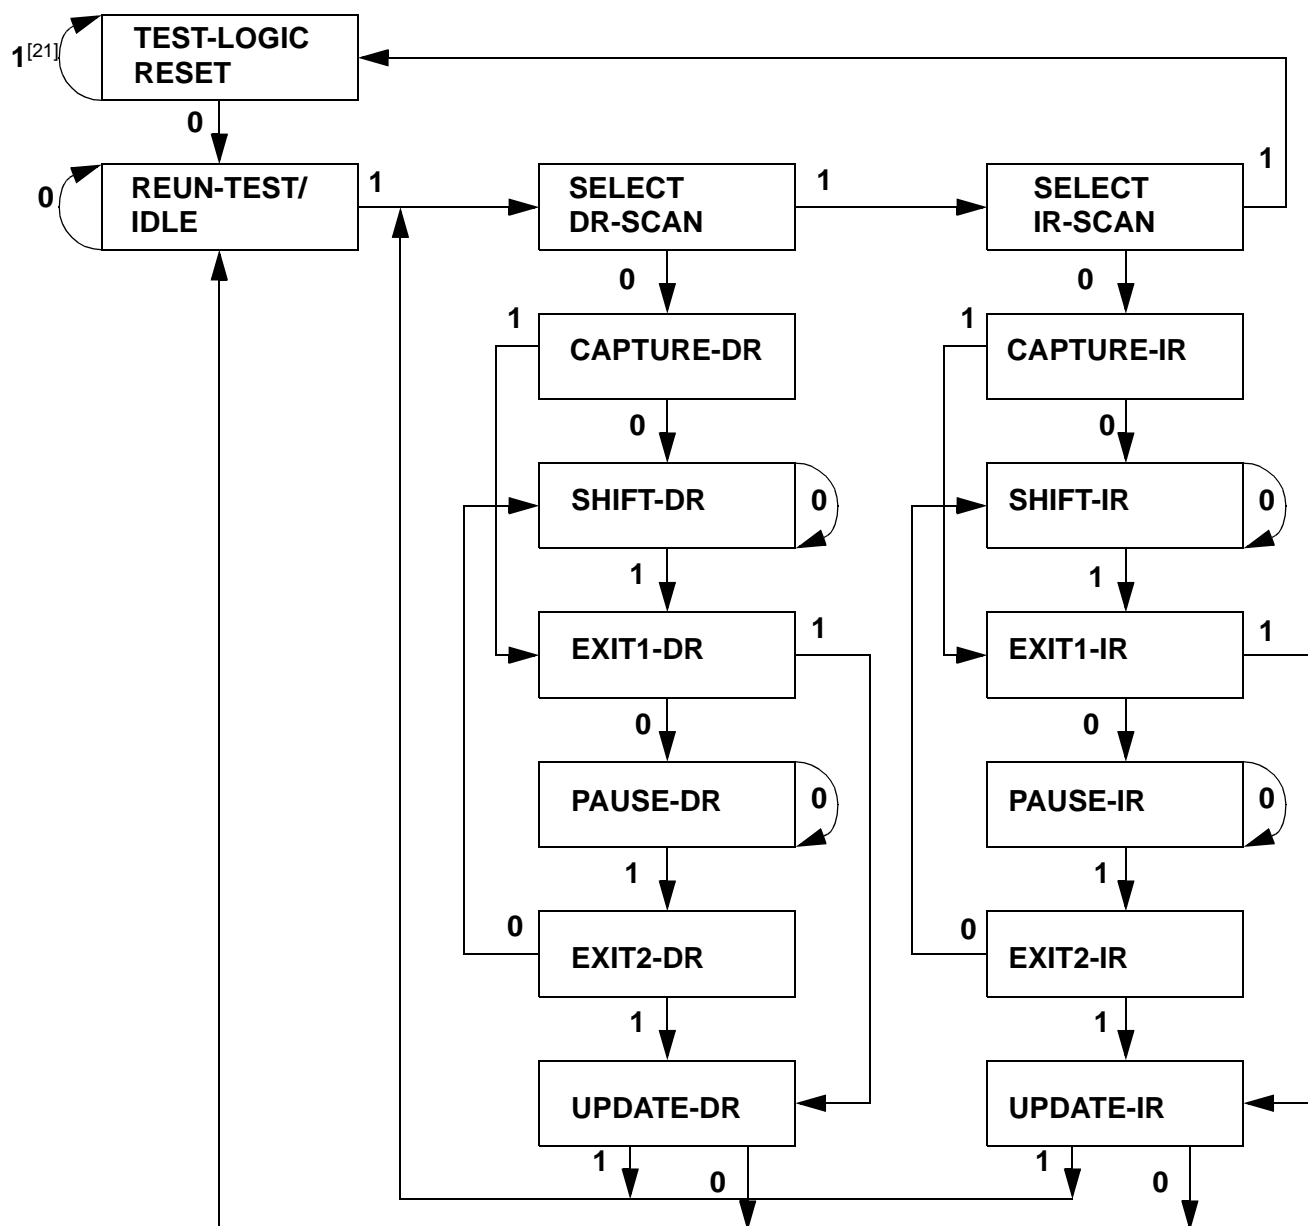 TEST-LOGIC
RESET
1[21]
0
REUN-TEST/
IDLE
0
1
SELECT
DR-SCAN
1
SELECT
IR-SCAN
1
0
0
1
CAPTURE-DR
1
CAPTURE-IR
0
0
SHIFT-DR
0
SHIFT-IR
0
1
1
EXIT1-DR
1
EXIT1-IR
1
0
0
PAUSE-DR
0
PAUSE-IR
0
1
1
0
EXIT2-DR
0
EXIT2-IR
1
1
UPDATE-DR
UPDATE-IR
1
0
1
0